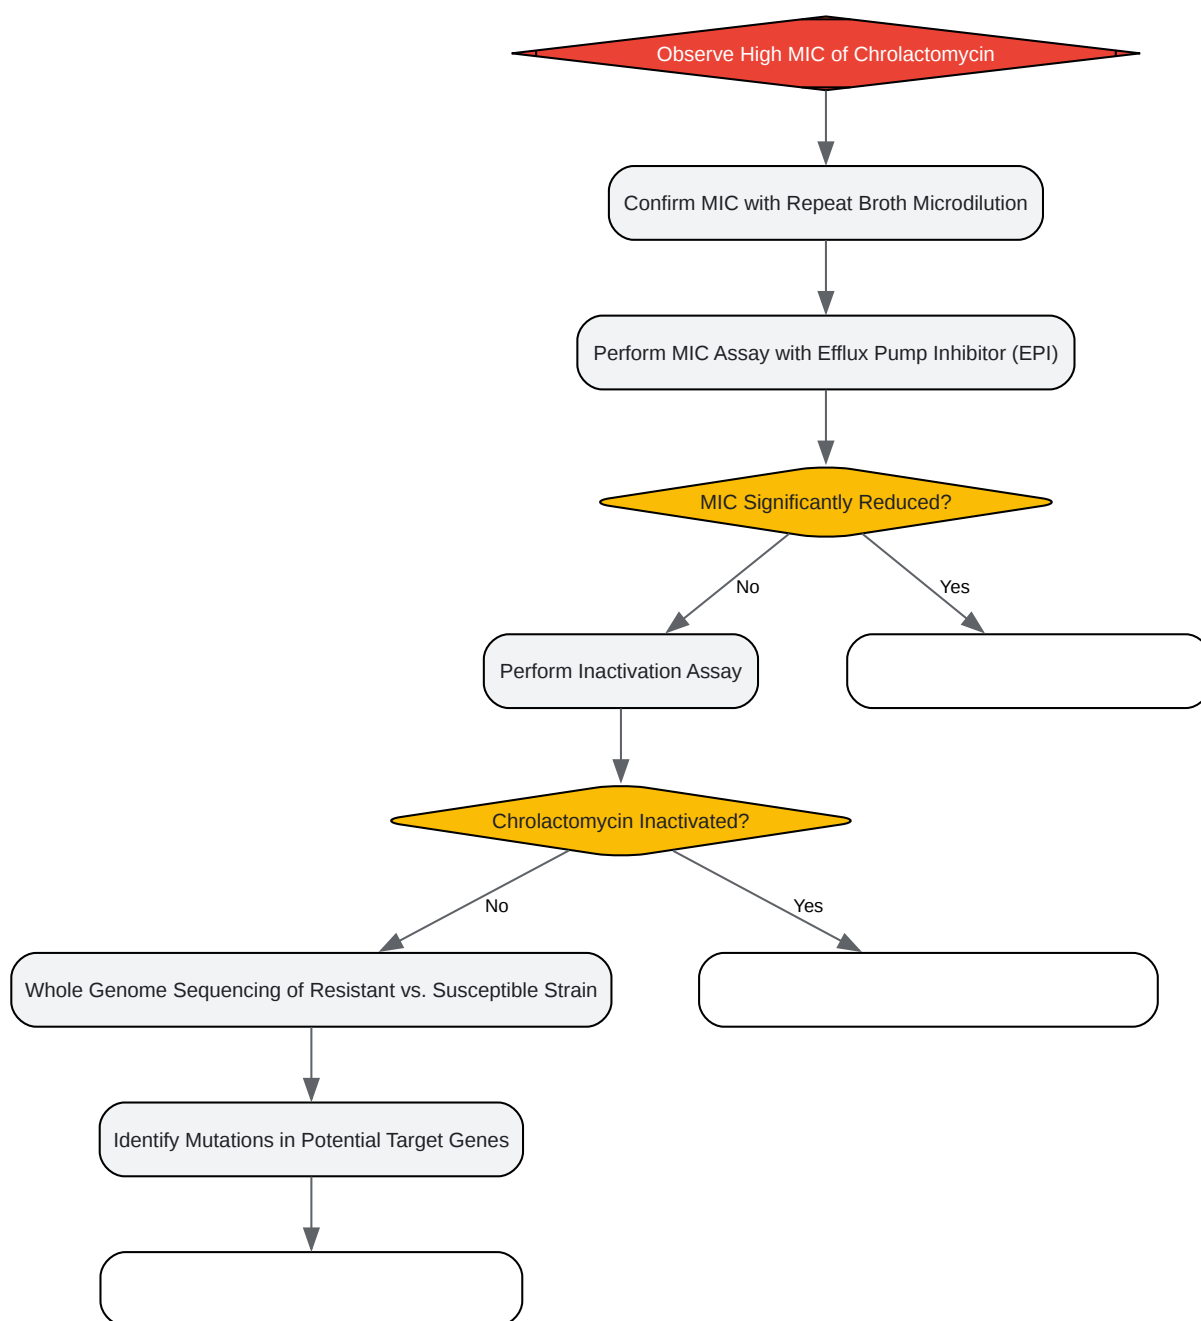 Observe High MIC of Chrolactomycin
Confirm MIC with Repeat Broth Microdilution
Perform MIC Assay with Efflux Pump Inhibitor (EPI)
MIC Significantly Reduced?
No
Yes
Perform Inactivation Assay
Chrolactomycin Inactivated?
No
Yes
Whole Genome Sequencing of Resistant vs. Susceptible Strain
Identify Mutations in Potential Target Genes